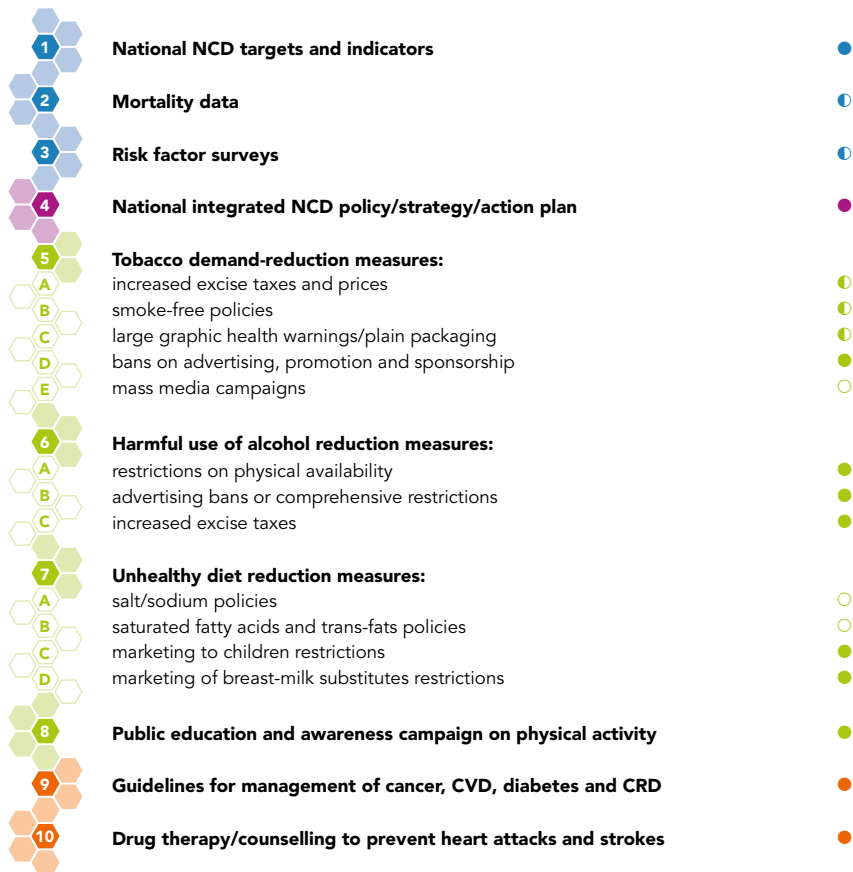 1 National NCD targets and indicators
2 Mortality data
3 Risk factor surveys
4 National integrated NCD policy/strategy/action plan
5 Tobacco demand-reduction measures:
A increased excise taxes and prices
B smoke-free policies
C large graphic health warnings/plain packaging
D bans on advertising, promotion and sponsorship
E mass media campaigns
6 Harmful use of alcohol reduction measures:
A restrictions on physical availability
B advertising bans or comprehensive restrictions
C increased excise taxes
7 Unhealthy diet reduction measures:
A salt/sodium policies
B saturated fatty acids and trans-fats policies
C marketing to children restrictions
D marketing of breast-milk substitutes restrictions
8 Public education and awareness campaign on physical activity
9 Guidelines for management of cancer, CVD, diabetes and CRD
10 Drug therapy/counselling to prevent heart attacks and strokes